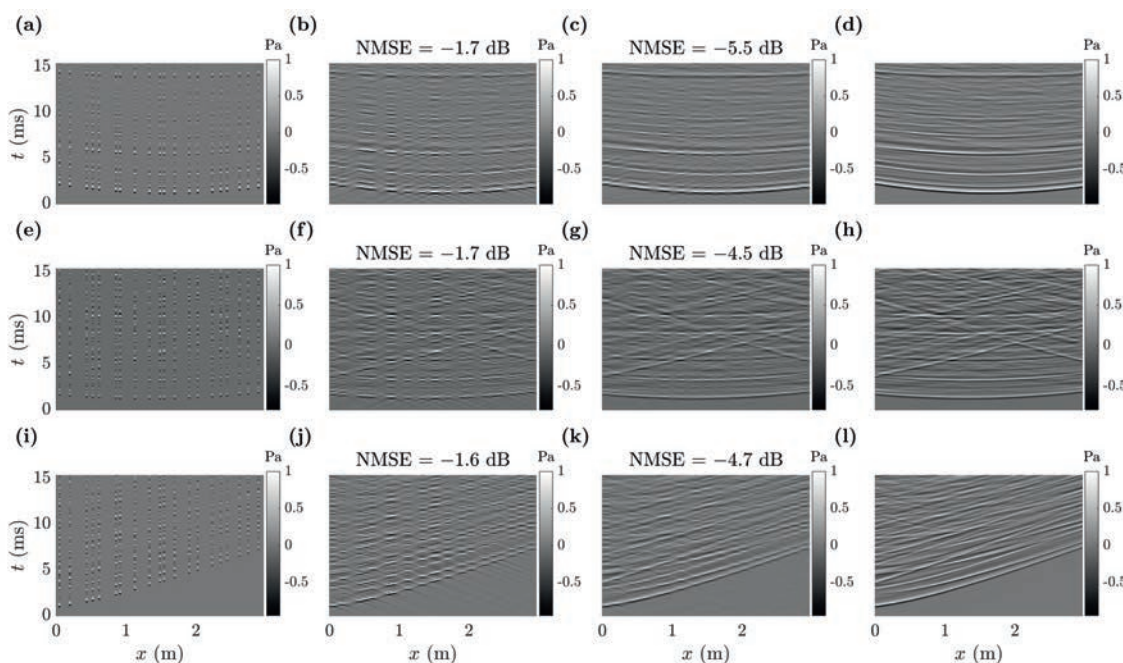 (a) (b) (c) (d)
NMSE = −1.7 dB NMSE = −5.5 dB
Pa Pa Pa Pa
15 1 1 1 1
0.5 0.5 0.5 0.5
10
t (ms) 0 0 0 0
5
-0.5 -0.5 -0.5 -0.5
0
(e) (f) (g) (h)
NMSE = −1.7 dB NMSE = −4.5 dB
Pa Pa Pa Pa
15 1 1 1 1
0.5 0.5 0.5 0.5
10
t (ms) 0 0 0 0
5
-0.5 -0.5 -0.5 -0.5
0
(i) (j) (k) (l)
NMSE = −1.6 dB NMSE = −4.7 dB
Pa Pa Pa Pa
15 1 1 1 1
0.5 0.5 0.5 0.5
10
t (ms) 0 0 0 0
5
-0.5 -0.5 -0.5 -0.5
0
0 1 2 0 1 2 0 1 2 0 1 2
x (m) x (m) x (m) x (m)